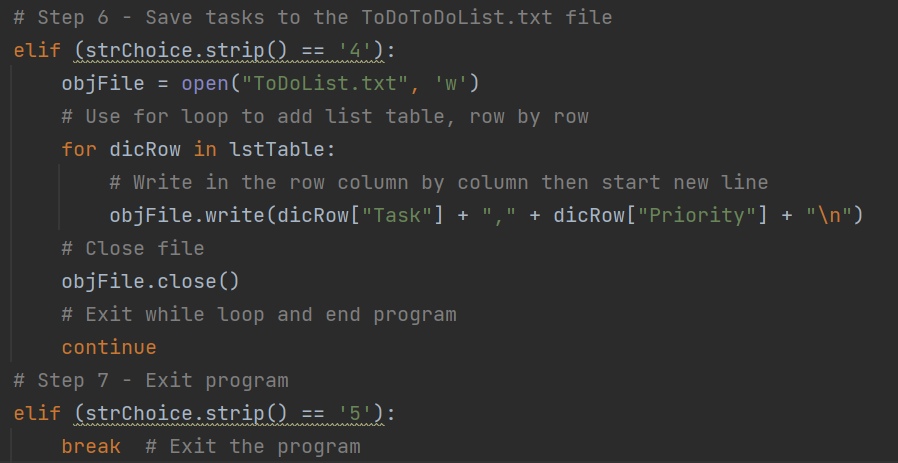 # Step 6 - Save tasks to the ToDoToDoList.txt file
elif (strChoice.strip() == '4'):
    objFile = open("ToDoList.txt", 'w')
    # Use for loop to add list table, row by row
    for dicRow in lstTable:
        # Write in the row column by column then start new line
        objFile.write(dicRow["Task"] + "," + dicRow["Priority"] + "\n")
    # Close file
    objFile.close()
    # Exit while loop and end program
    continue
# Step 7 - Exit program
elif (strChoice.strip() == '5'):
    break  # Exit the program